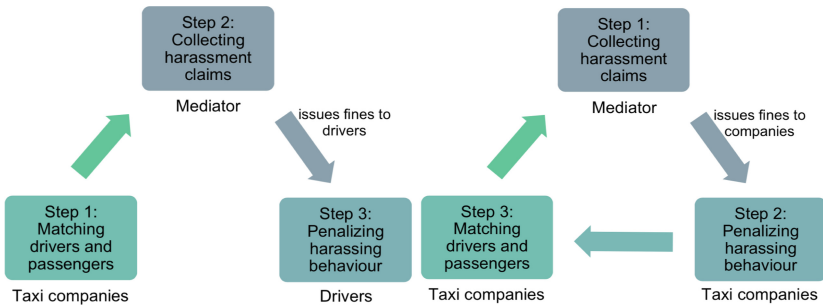 Step 2:
Collecting
harassment
claims
Mediator
issues fines to
drivers
Step 1:
Matching
drivers and
passengers
Taxi companies
Step 3:
Penalizing
harassing
behaviour
Drivers
Step 1:
Collecting
harassment
claims
Mediator
issues fines to
companies
Step 3:
Matching
drivers and
passengers
Taxi companies
Step 2:
Penalizing
harassing
behaviour
Taxi companies